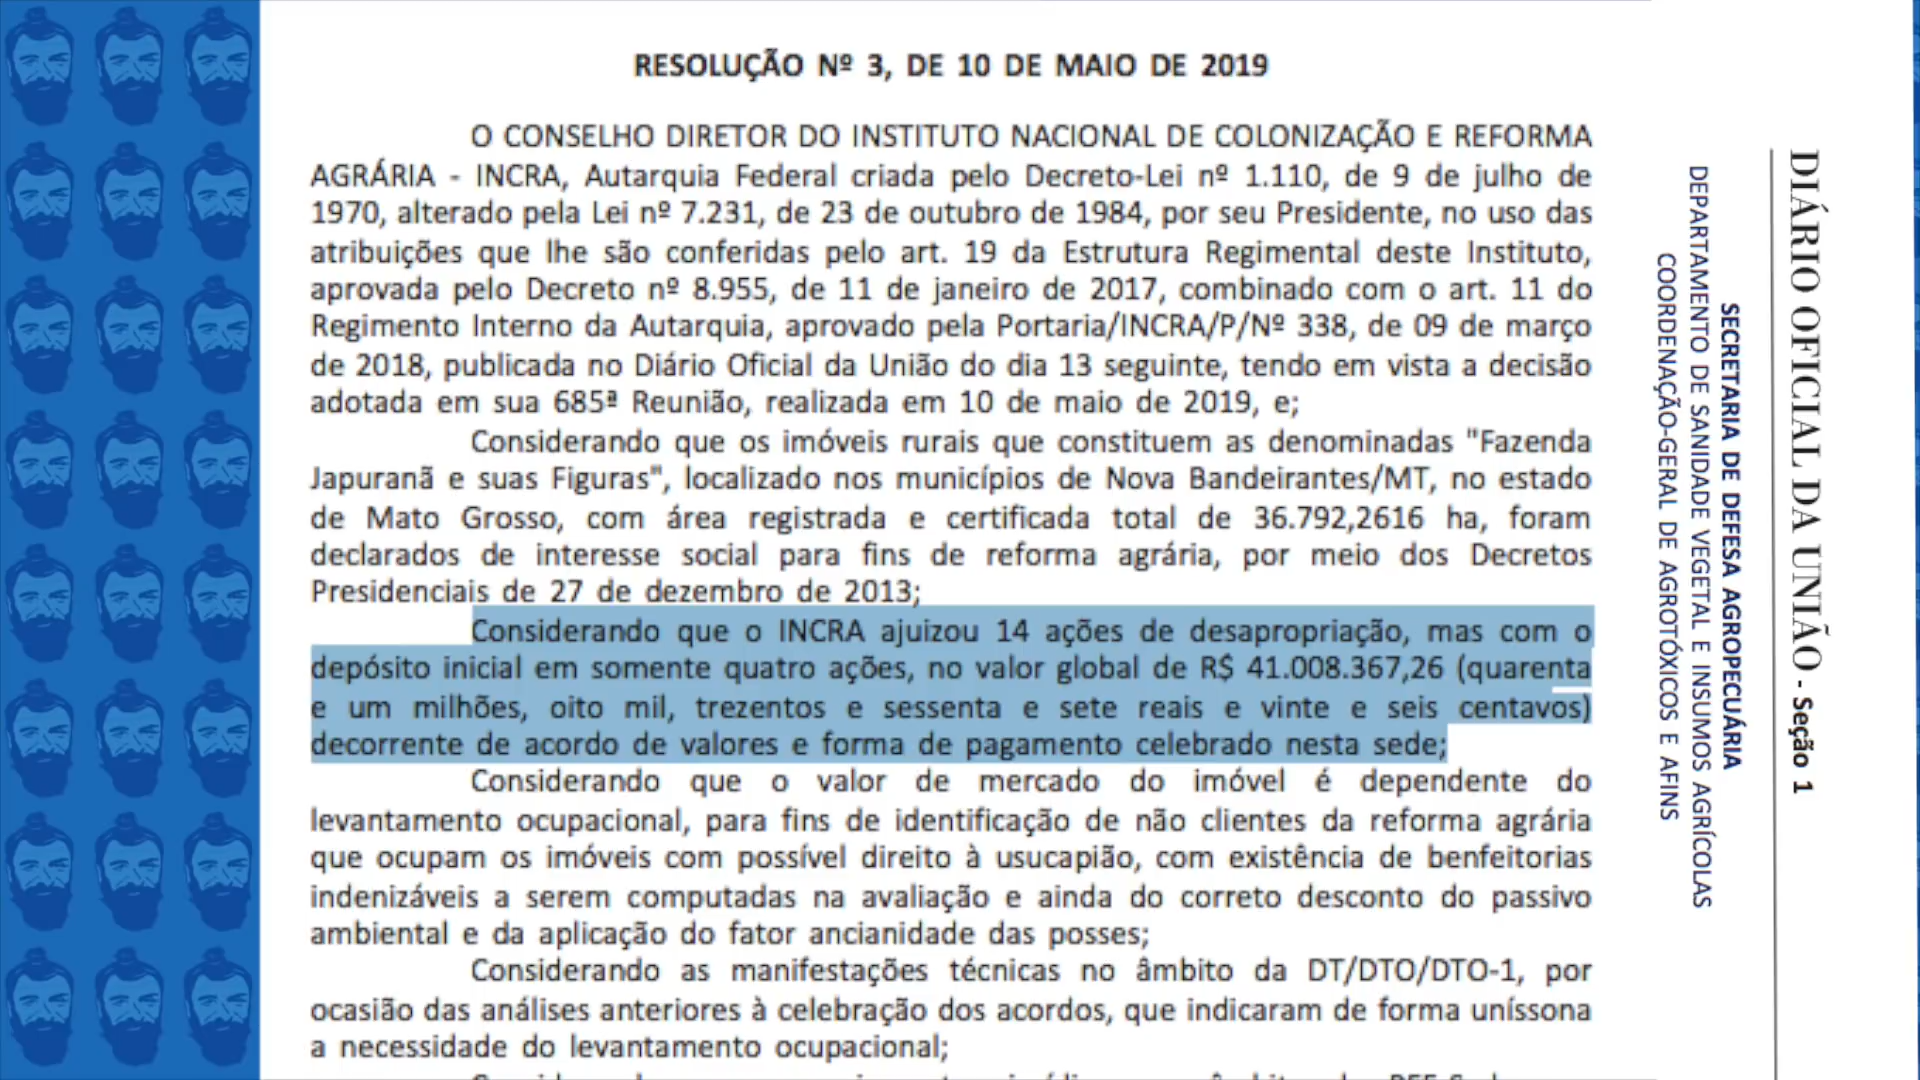 RESOLUÇÃO Nº 3, DE 10 DE MAIO DE 2019
O CONSELHO DIRETOR DO INSTITUTO NACIONAL DE COLONIZAÇÃO E REFORMA
AGRÁRIA - INCRA, Autarquia Federal criada pelo Decreto-Lei nº 1.110, de 9 de julho de
1970, alterado pela Lei nº 7.231, de 23 de outubro de 1984, por seu Presidente, no uso das
atribuições que lhe são conferidas pelo art. 19 da Estrutura Regimental deste Instituto,
aprovada pelo Decreto nº 8.955, de 11 de janeiro de 2017, combinado com o art. 11 do
Regimento Interno da Autarquia, aprovado pela Portaria/INCRA/P/Nº 338, de 09 de março
de 2018, publicada no Diário Oficial da União do dia 13 seguinte, tendo em vista a decisão
adotada em sua 685ª Reunião, realizada em 10 de maio de 2019, e;
Considerando que os imóveis rurais que constituem as denominadas "Fazenda
Japuranã e suas Figuras", localizado nos municípios de Nova Bandeirantes/MT, no estado
de Mato Grosso, com área registrada e certificada total de 36.792,2616 ha, foram
declarados de interesse social para fins de reforma agrária, por meio dos Decretos
Presidenciais de 27 de dezembro de 2013;
Considerando que o INCRA ajuizou 14 ações de desapropriação, mas com o
depósito inicial em somente quatro ações, no valor global de R$ 41.008.367,26 (quarenta
e um milhões, oito mil, trezentos e sessenta e sete reais e vinte e seis centavos)
decorrente de acordo de valores e forma de pagamento celebrado nesta sede;
Considerando que o valor de mercado do imóvel é dependente do
levantamento ocupacional, para fins de identificação de não clientes da reforma agrária
que ocupam os imóveis com possível direito à usucapião, com existência de benfeitorias
indenizáveis a serem computadas na avaliação e ainda do correto desconto do passivo
ambiental e da aplicação do fator ancianidade das posses;
Considerando as manifestações técnicas no âmbito da DT/DTO/DTO-1, por
ocasião das análises anteriores à celebração dos acordos, que indicaram de forma uníssona
a necessidade do levantamento ocupacional;
DIÁRIO OFICIAL DA UNIÃO - Seção 1
SECRETARIA DE DEFESA AGROPECUÁRIA
DEPARTAMENTO DE SANIDADE VEGETAL E INSUMOS AGRÍCOLAS
COORDENAÇÃO-GERAL DE AGROTÓXICOS E AFINS